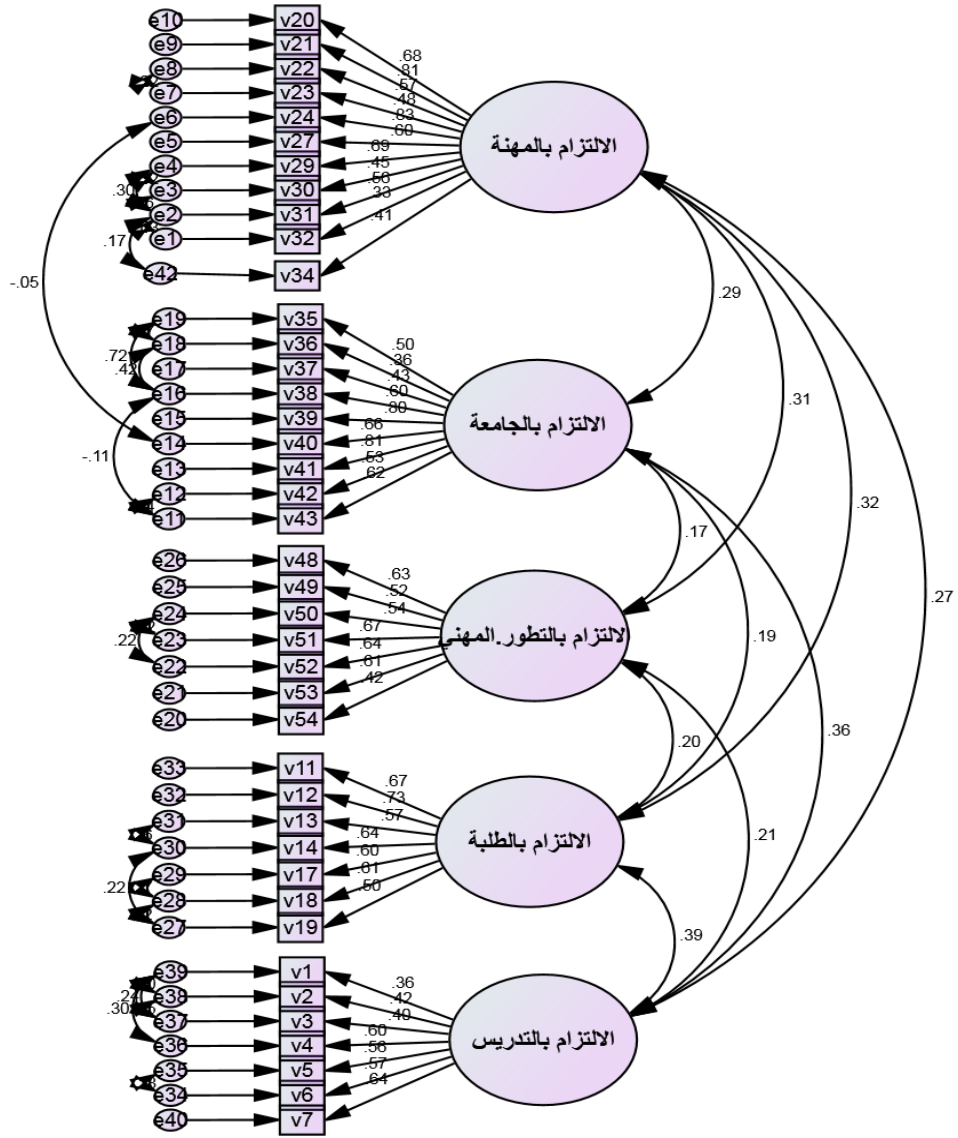 e10 v20
e9 v21
e8 v22
e7 v23
e6 v24
e5 v27
e4 v29
e3 v30
e2 v31
e1 v32
e42 v34
.68
.81
.57
.48
.83
.60
.69
.45
.56
.33
.41
الالتزام بالمهنة
.30
.17
-.05
e19 v35
e18 v36
e17 v37
e16 v38
e15 v39
e14 v40
e13 v41
e12 v42
e11 v43
.50
.36
.43
.60
.80
.66
.81
.53
.62
الالتزام بالجامعة
.72
.42
-.11
e26 v48
e25 v49
e24 v50
e23 v51
e22 v52
e21 v53
e20 v54
.63
.52
.54
.67
.64
.61
.42
لالتزام بالتطور.المهني
.22
e33 v11
e32 v12
e31 v13
e30 v14
e29 v17
e28 v18
e27 v19
.67
.73
.57
.64
.60
.61
.50
الالتزام بالطلبة
.22
e39 v1
e38 v2
e37 v3
e36 v4
e35 v5
e34 v6
e40 v7
.36
.42
.40
.60
.56
.57
.64
الالتزام بالتدريس
.24
.30
.29
.31
.32
.27
.17
.19
.36
.20
.21
.39